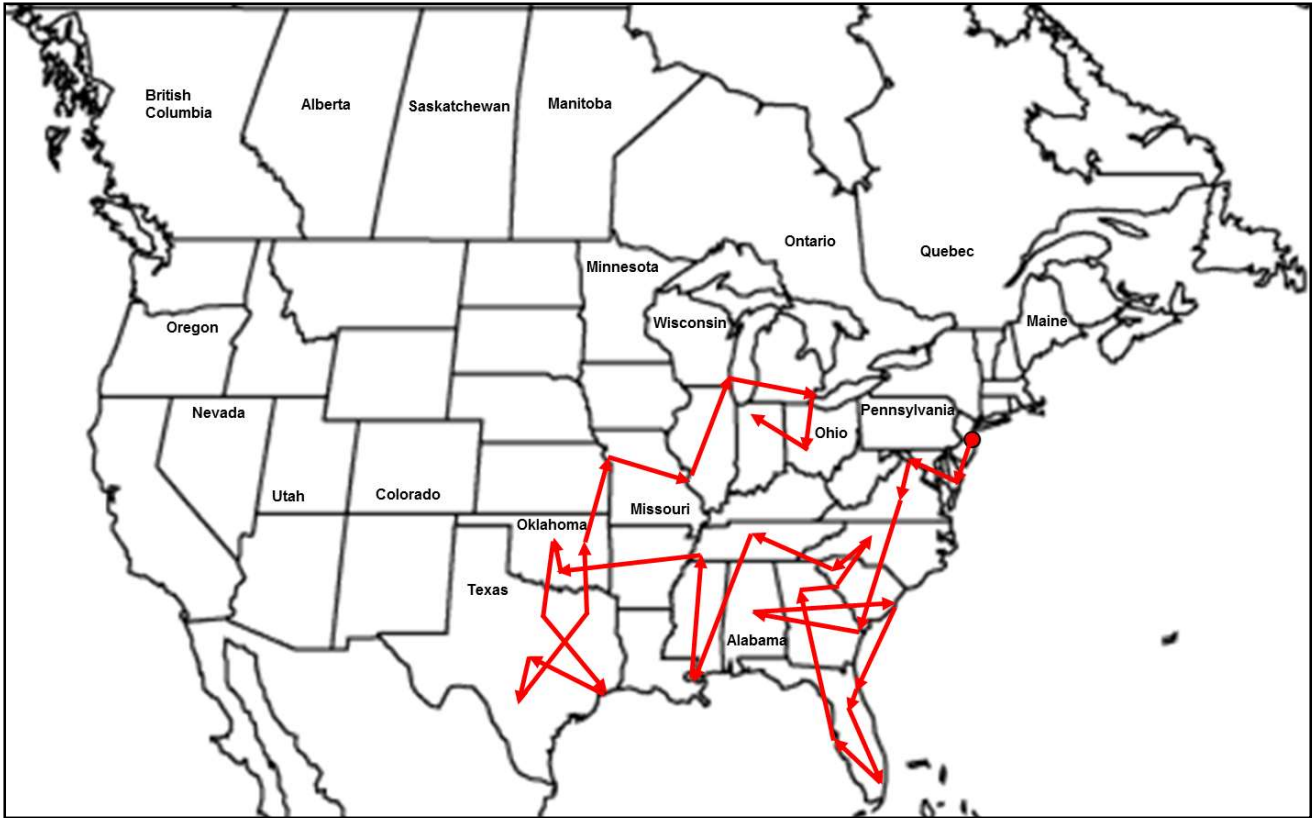 British
Columbia
Alberta
Saskatchewan
Manitoba
Ontario
Quebec
Minnesota
Wisconsin
Maine
Oregon
Nevada
Pennsylvania
Ohio
Utah
Colorado
Missouri
Oklahoma
Texas
Alabama